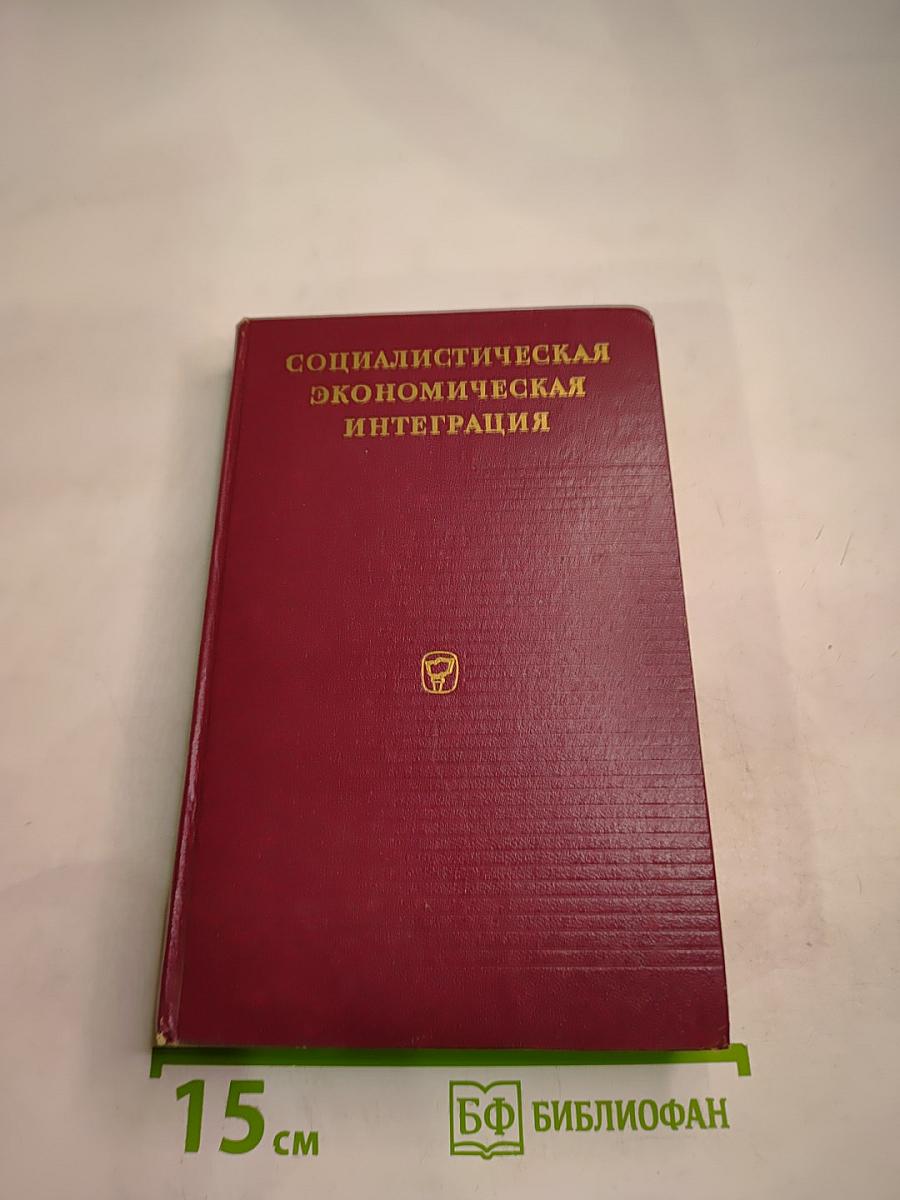 СОЦИАЛИСТИЧЕСКАЯ
ЭКОНОМИЧЕСКАЯ
ИНТЕГРАЦИЯ
15 см
БФ БИБЛИОФАН